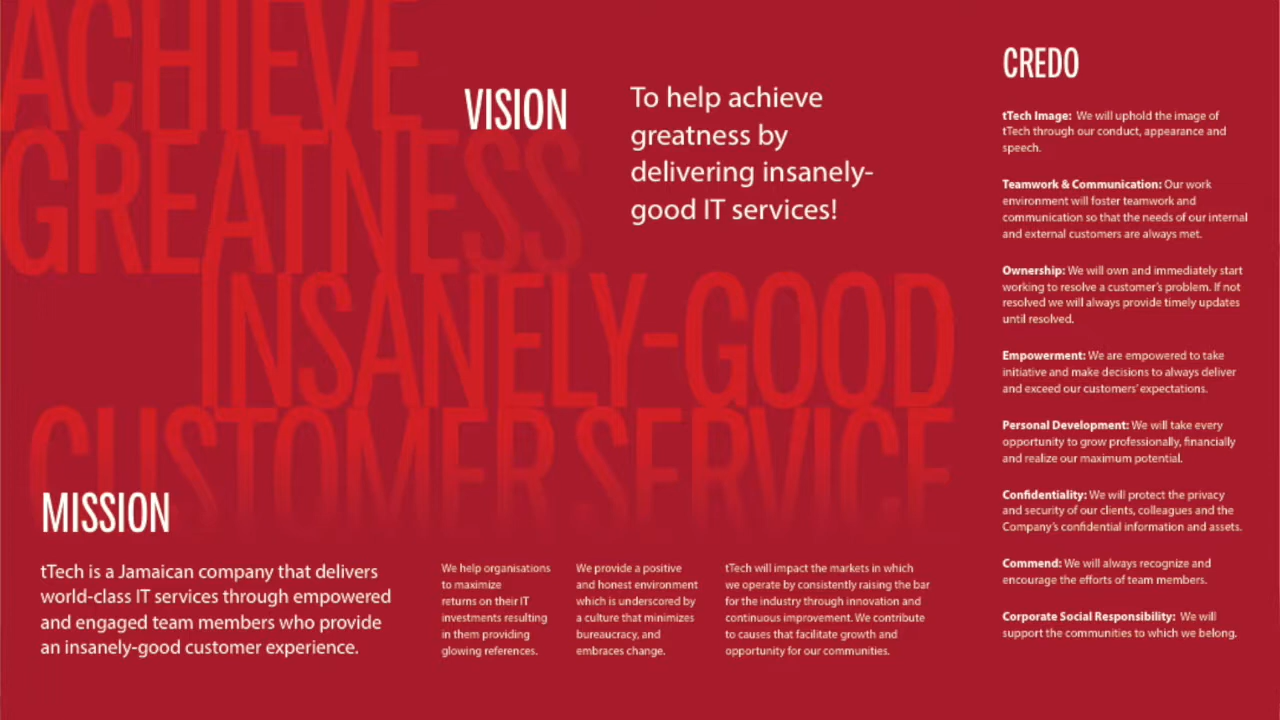 ACHIEVE
GREATNESS
INSANELY-GOOD
CUSTOMER SERVICE
VISION
To help achieve
greatness by
delivering insanely-
good IT services!
MISSION
tTech is a Jamaican company that delivers
world-class IT services through empowered
and engaged team members who provide
an insanely-good customer experience.
We help organisations
to maximize
returns on their IT
investments resulting
in them providing
glowing references.
We provide a positive
and honest environment
which is underscored by
a culture that minimizes
bureaucracy, and
embraces change.
tTech will impact the markets in which
we operate by consistently raising the bar
for the industry through innovation and
continuous improvement. We contribute
to causes that facilitate growth and
opportunity for our communities.
CREDO
tTech Image: We will uphold the image of
tTech through our conduct, appearance and
speech.
Teamwork & Communication: Our work
environment will foster teamwork and
communication so that the needs of our internal
and external customers are always met.
Ownership: We will own and immediately start
working to resolve a customer's problem. If not
resolved we will always provide timely updates
until resolved.
Empowerment: We are empowered to take
initiative and make decisions to always deliver
and exceed our customers' expectations.
Personal Development: We will take every
opportunity to grow professionally, financially
and realize our maximum potential.
Confidentiality: We will protect the privacy
and security of our clients, colleagues and the
Company's confidential information and assets.
Commend: We will always recognize and
encourage the efforts of team members.
Corporate Social Responsibility: We will
support the communities to which we belong.